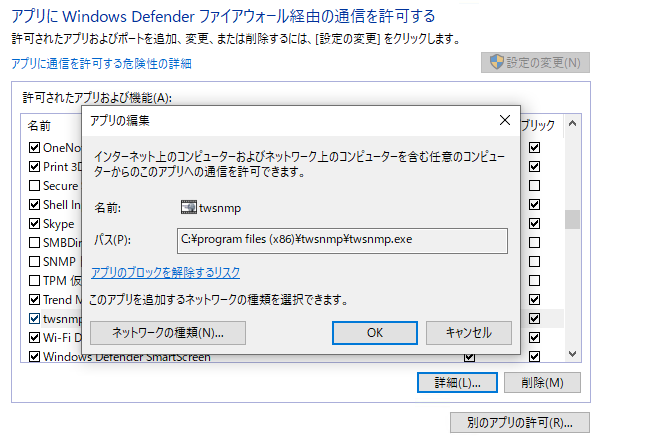 アプリに Windows Defender ファイアウォール経由の通信を許可する
許可されたアプリおよびポートを追加、変更、または削除するには、[設定の変更] をクリックします。
アプリに通信を許可する危険性の詳細
設定の変更(N)
許可されたアプリおよび機能(A):
名前
ブリック
OneNo
Print 3D
Secure
Shell In
Skype
SMBDir
SNMP
TPM 仮
Trend M
twsnmp
Wi-Fi D
Windows Defender SmartScreen
アプリの編集
インターネット上のコンピューターおよびネットワーク上のコンピューターを含む任意のコンピュ
ーターからのこのアプリへの通信を許可できます。
名前:
twsnmp
パス(P):
C:¥program files (x86)¥twsnmp¥twsnmp.exe
アプリのブロックを解除するリスク
このアプリを追加するネットワークの種類を選択できます。
ネットワークの種類(N)...
OK
キャンセル
詳細(L)...
削除(M)
別のアプリの許可(R)...